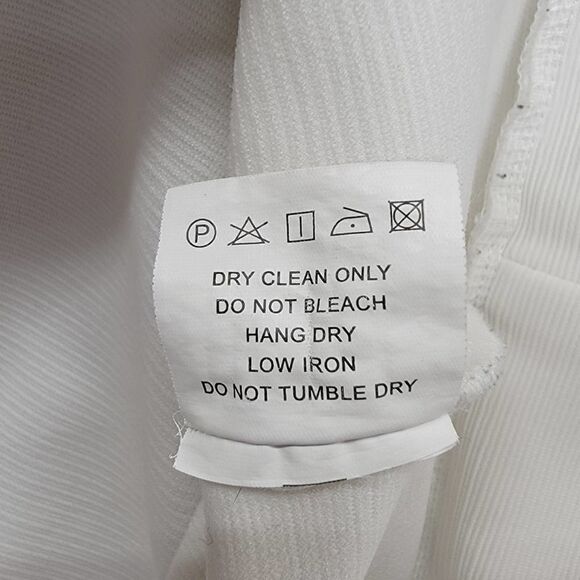 P
DRY CLEAN ONLY
DO NOT BLEACH
HANG DRY
LOW IRON
DO NOT TUMBLE DRY